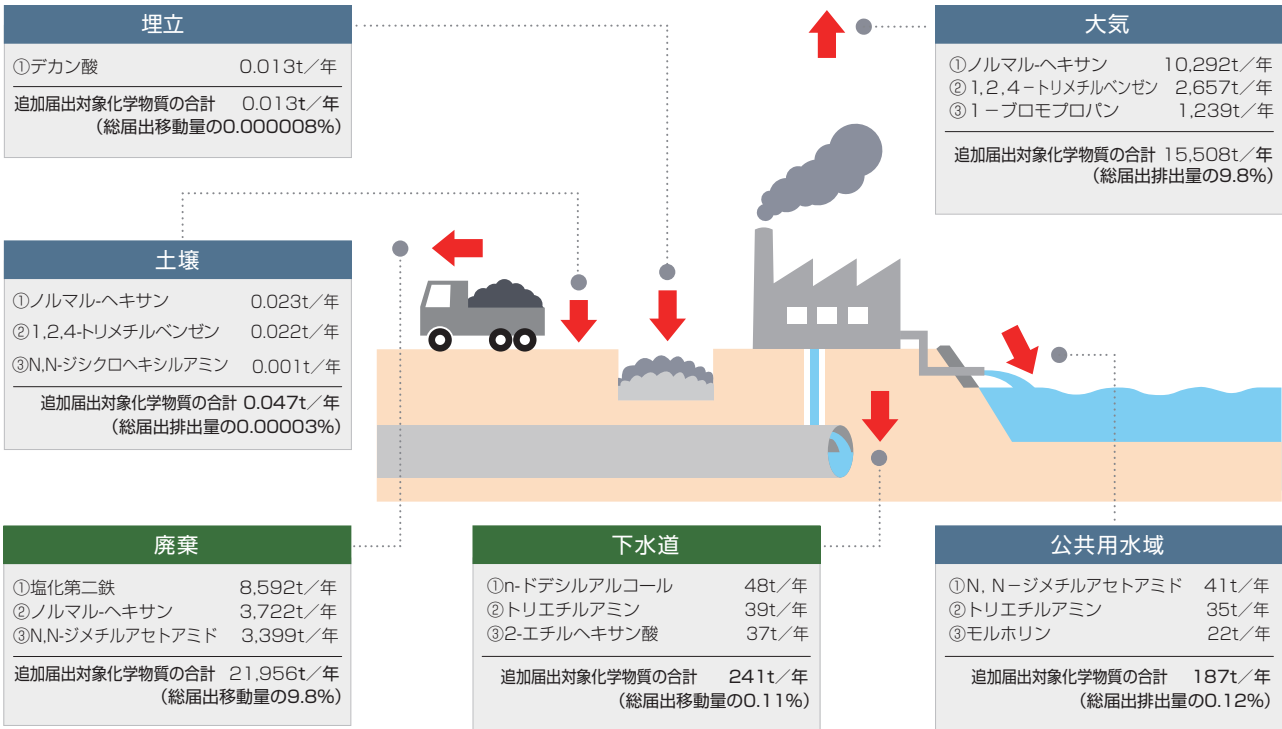 埋立
①デカン酸 0.013t／年
追加届出対象化学物質の合計 0.013t／年
（総届出移動量の0.000008%）
大気
①ノルマル-ヘキサン 10,292t／年
②1,2,4－トリメチルベンゼン 2,657t／年
③1－ブロモプロパン 1,239t／年
追加届出対象化学物質の合計 15,508t／年
（総届出排出量の9.8%）
土壌
①ノルマル-ヘキサン 0.023t／年
②1,2,4-トリメチルベンゼン 0.022t／年
③N,N-ジシクロヘキシルアミン 0.001t／年
追加届出対象化学物質の合計 0.047t／年
（総届出排出量の0.00003%）
廃棄
①塩化第二鉄 8,592t／年
②ノルマル-ヘキサン 3,722t／年
③N,N-ジメチルアセトアミド 3,399t／年
追加届出対象化学物質の合計 21,956t／年
（総届出移動量の9.8%）
下水道
①n-ドデシルアルコール 48t／年
②トリエチルアミン 39t／年
③2-エチルヘキサン酸 37t／年
追加届出対象化学物質の合計 241t／年
（総届出移動量の0.11%）
公共用水域
①N, N－ジメチルアセトアミド 41t／年
②トリエチルアミン 35t／年
③モルホリン 22t／年
追加届出対象化学物質の合計 187t／年
（総届出排出量の0.12%）